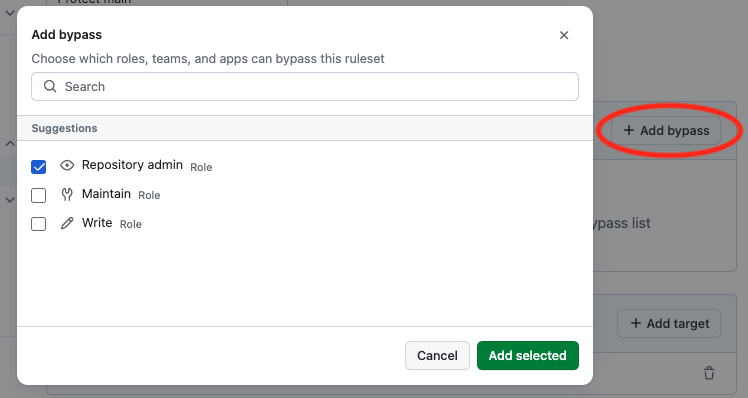 Protect main
Add bypass
Choose which roles, teams, and apps can bypass this ruleset
Search
Suggestions
Repository admin Role
Maintain Role
Write Role
Cancel
Add selected
+ Add bypass
ypass list
+ Add target